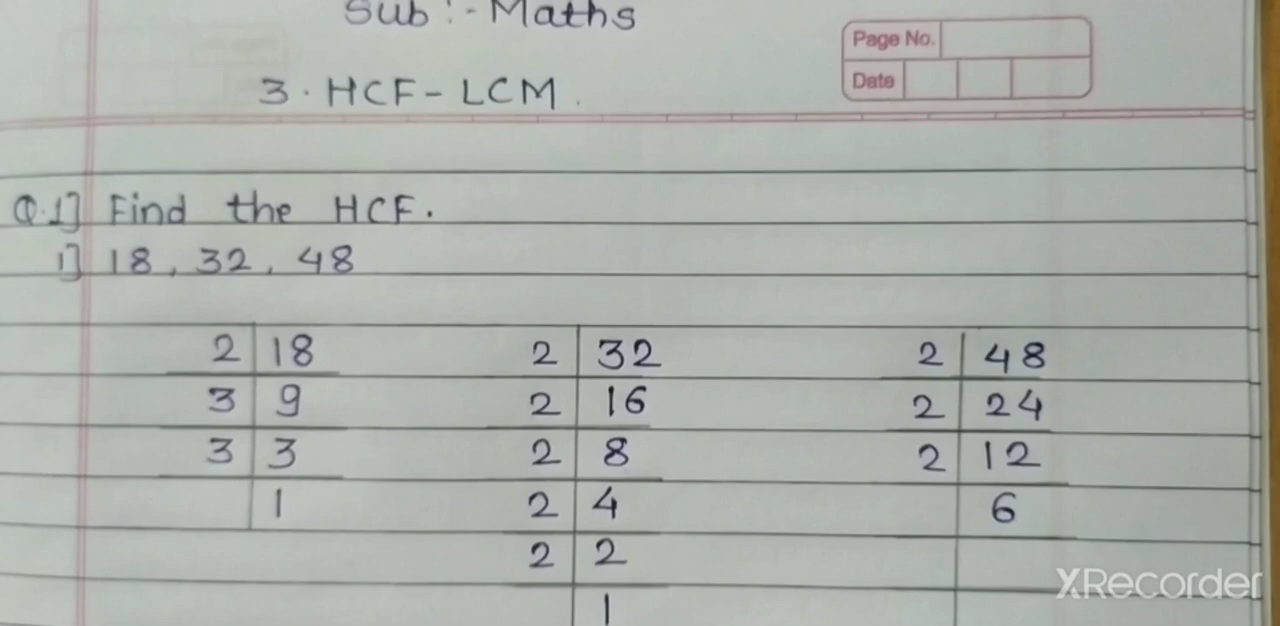 Sub :- Maths
Page No.
3. HCF - LCM.
Date
Q.1] Find the HCF.
1] 18, 32, 48
2 18 2 32 2 48
3 9 2 16 2 24
3 3 2 8 2 12
1 2 4 6
2 2
1
XRecorder